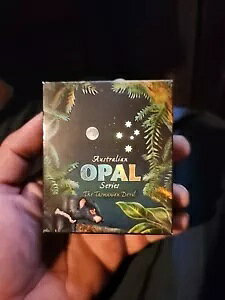 Australian
OPAL
Series
The Tasmanian Devil